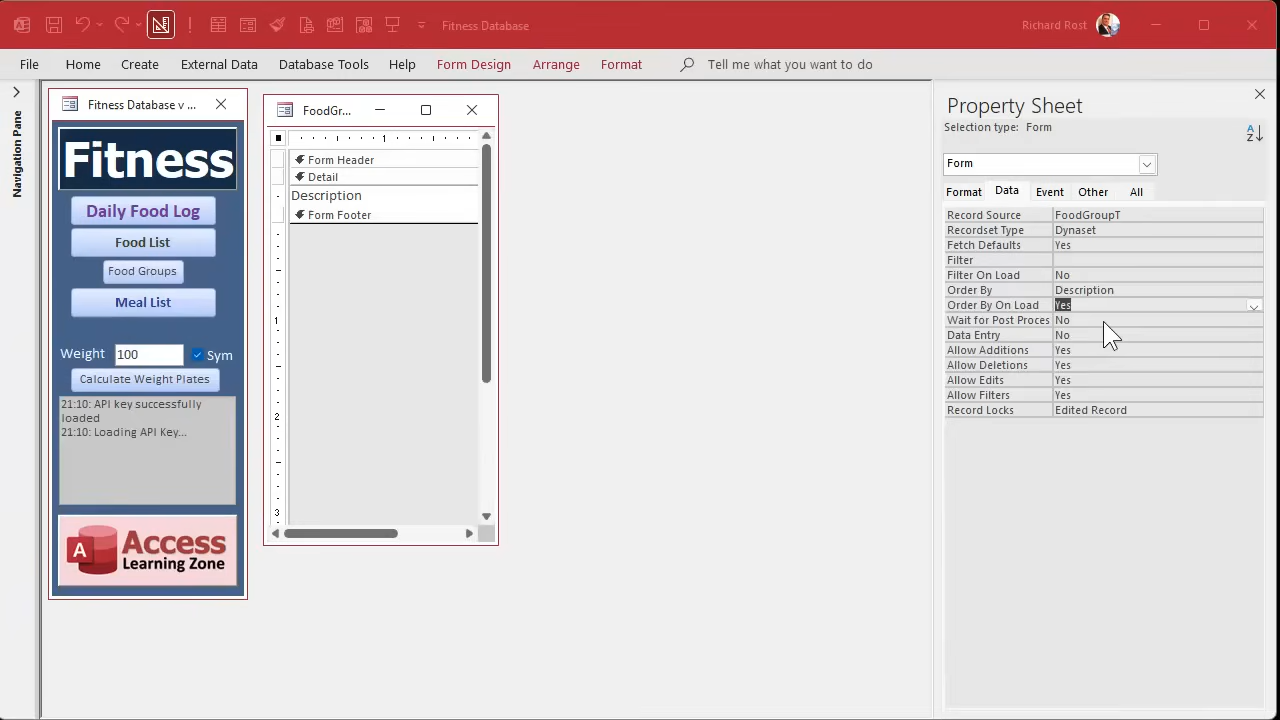 Fitness Database
Richard Rost
File Home Create External Data Database Tools Help Form Design Arrange Format Tell me what you want to do
Navigation Pane
Fitness Database v ...
Fitness
Daily Food Log
Food List
Food Groups
Meal List
Weight 100 Sym
Calculate Weight Plates
21:10: API key successfully
loaded
21:10: Loading API Key...
A Access
Learning Zone
FoodGr...
1
Form Header
Detail
Description
Form Footer
1
2
3
Property Sheet
Selection type: Form
A
Z
Form
Format Data Event Other All
Record Source FoodGroupT
Recordset Type Dynaset
Fetch Defaults Yes
Filter
Filter On Load No
Order By Description
Order By On Load Yes
Wait for Post Proces No
Data Entry No
Allow Additions Yes
Allow Deletions Yes
Allow Edits Yes
Allow Filters Yes
Record Locks Edited Record